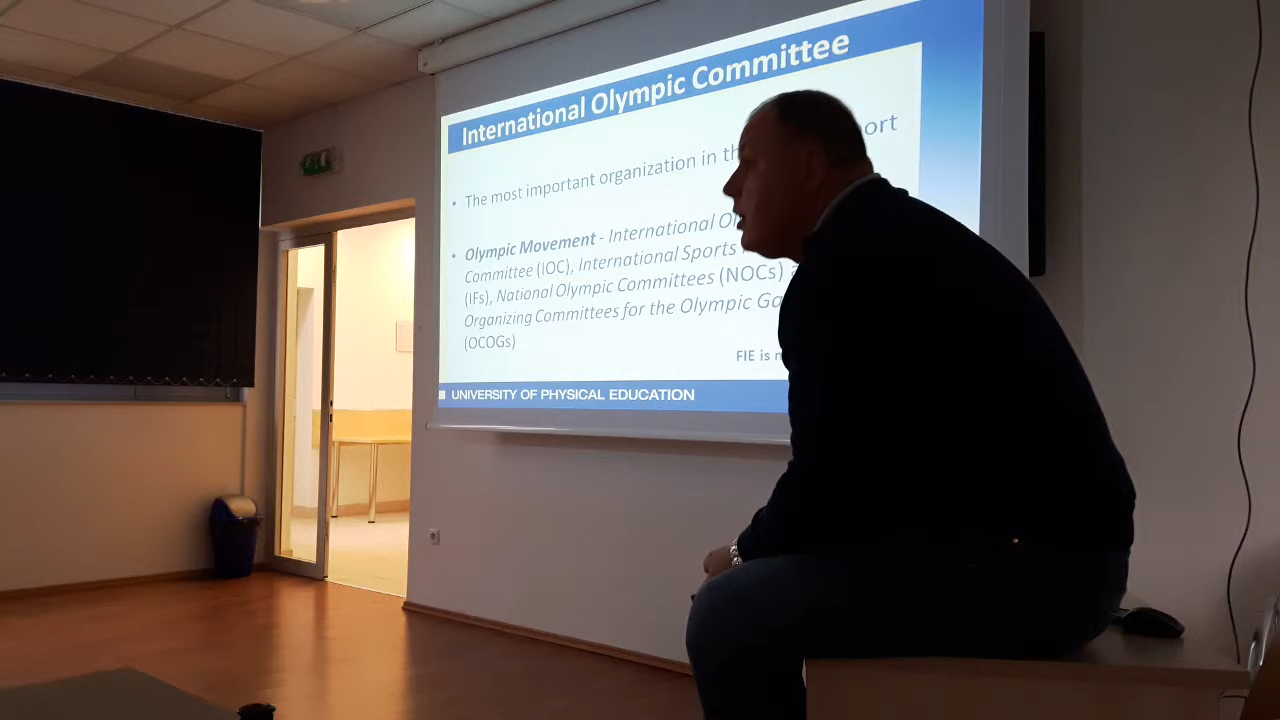 International Olympic Committee
• The most important organization in th ort
• Olympic Movement - International Ol
Committee (IOC), International Sports
(IFs), National Olympic Committees (NOCs) a
Organizing Committees for the Olympic Ga
(OCOGs)
FIE is n
UNIVERSITY OF PHYSICAL EDUCATION